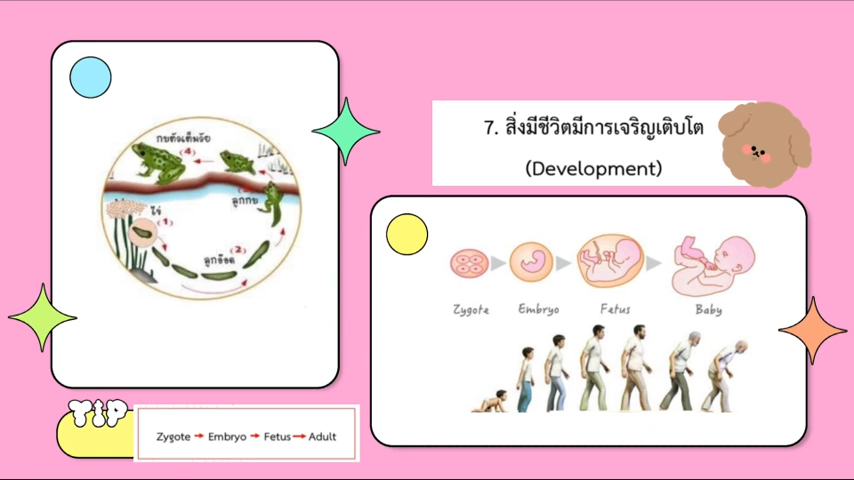 7. สิ่งมีชีวิตมีการเจริญเติบโต
(Development)
กบตัวเต็มวัย
(4)
ลูกกบ
ไข่
(1)
ลูกอ๊อด
(2)
Zygote
Embryo
Fetus
Baby
TIP
Zygote → Embryo → Fetus → Adult